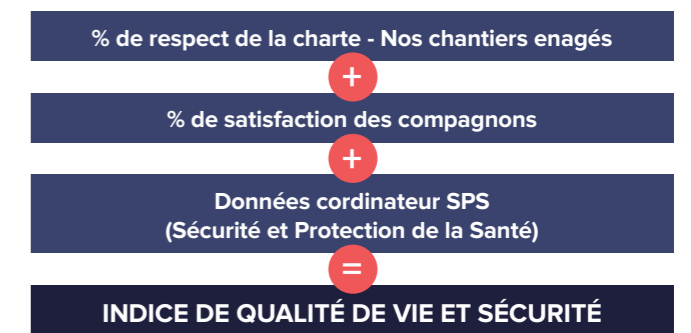 % de respect de la charte - Nos chantiers enagés
+
% de satisfaction des compagnons
+
Données cordinateur SPS
(Sécurité et Protection de la Santé)
=
INDICE DE QUALITÉ DE VIE ET SÉCURITÉ